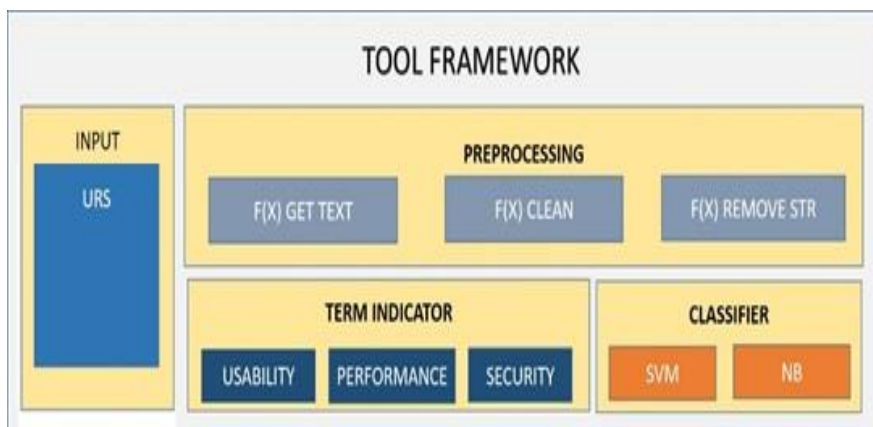 TOOL FRAMEWORK
INPUT
URS
PREPROCESSING
F(X) GET TEXT
F(X) CLEAN
F(X) REMOVE STR
TERM INDICATOR
USABILITY
PERFORMANCE
SECURITY
CLASSIFIER
SVM
NB